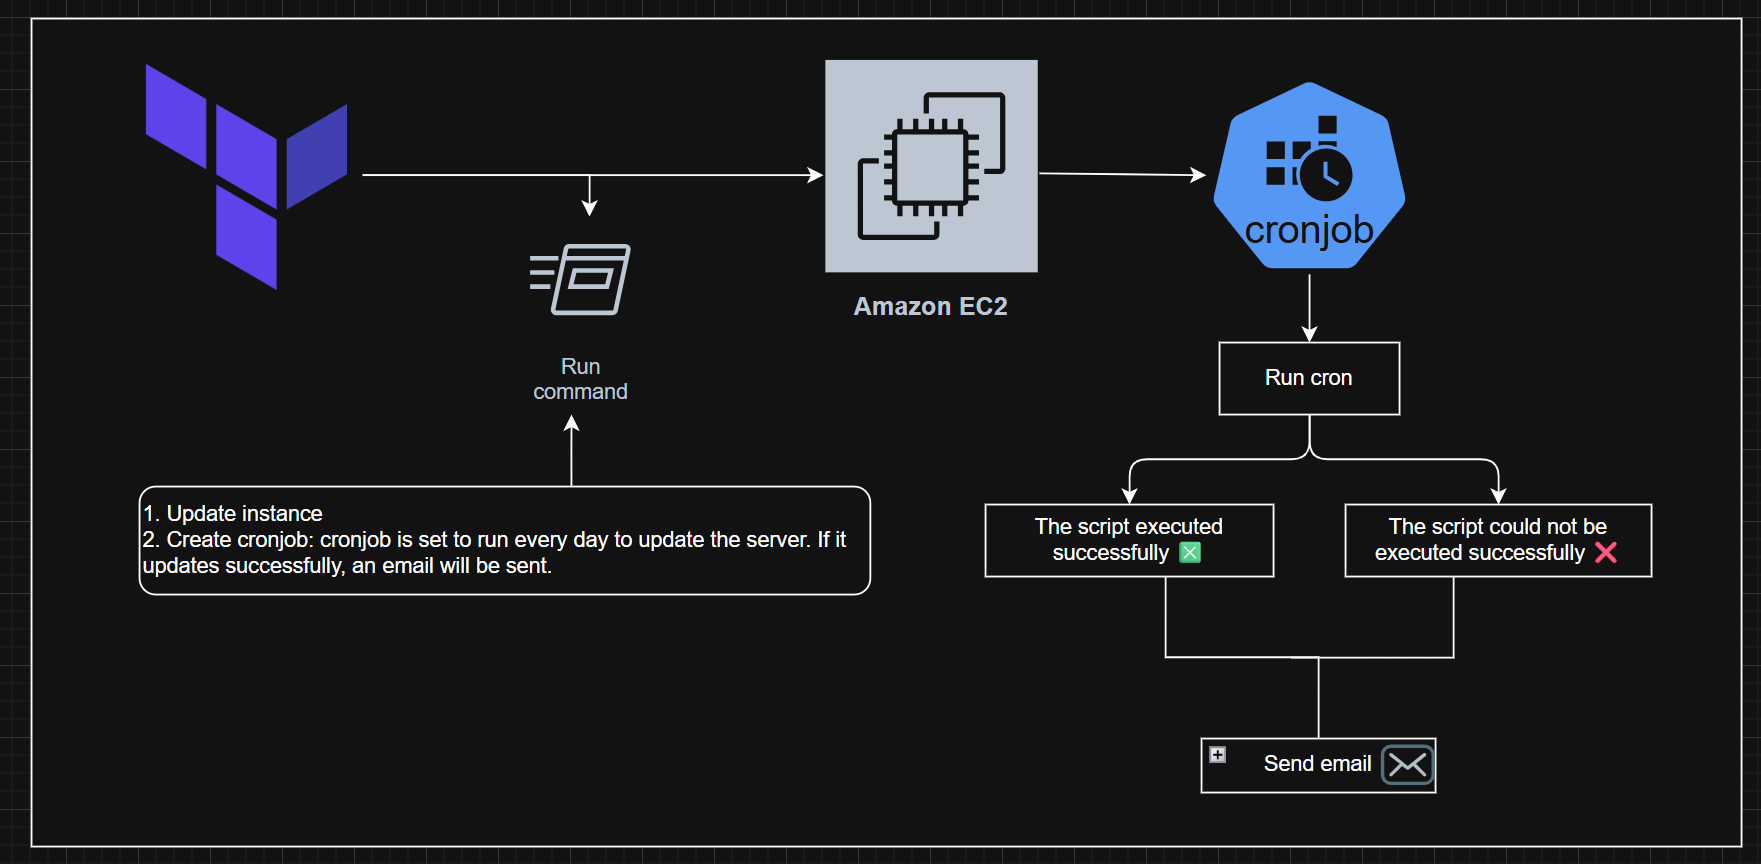 cronjob
Amazon EC2
Run
command
Run cron
1. Update instance
2. Create cronjob: cronjob is set to run every day to update the server. If it
updates successfully, an email will be sent.
The script executed
successfully ❎
The script could not be
executed successfully ❌
Send email